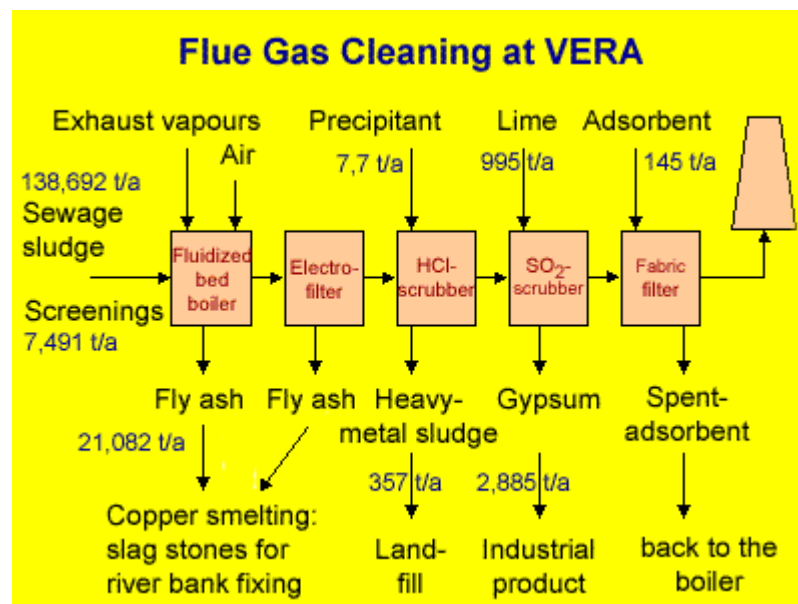 Flue Gas Cleaning at VERA
Exhaust vapours
Precipitant
Lime
Adsorbent
Air
7,7 t/a
995 t/a
145 t/a
138,692 t/a
Sewage
sludge
Fluidized
bed
boiler
Electro-
filter
HCl-
scrubber
SO₂-
scrubber
Fabric
filter
Screenings
7,491 t/a
Fly ash
Fly ash
Heavy-
metal sludge
Gypsum
Spent-
adsorbent
21,082 t/a
357 t/a
2,885 t/a
Copper smelting:
slag stones for
river bank fixing
Land-
fill
Industrial
product
back to the
boiler